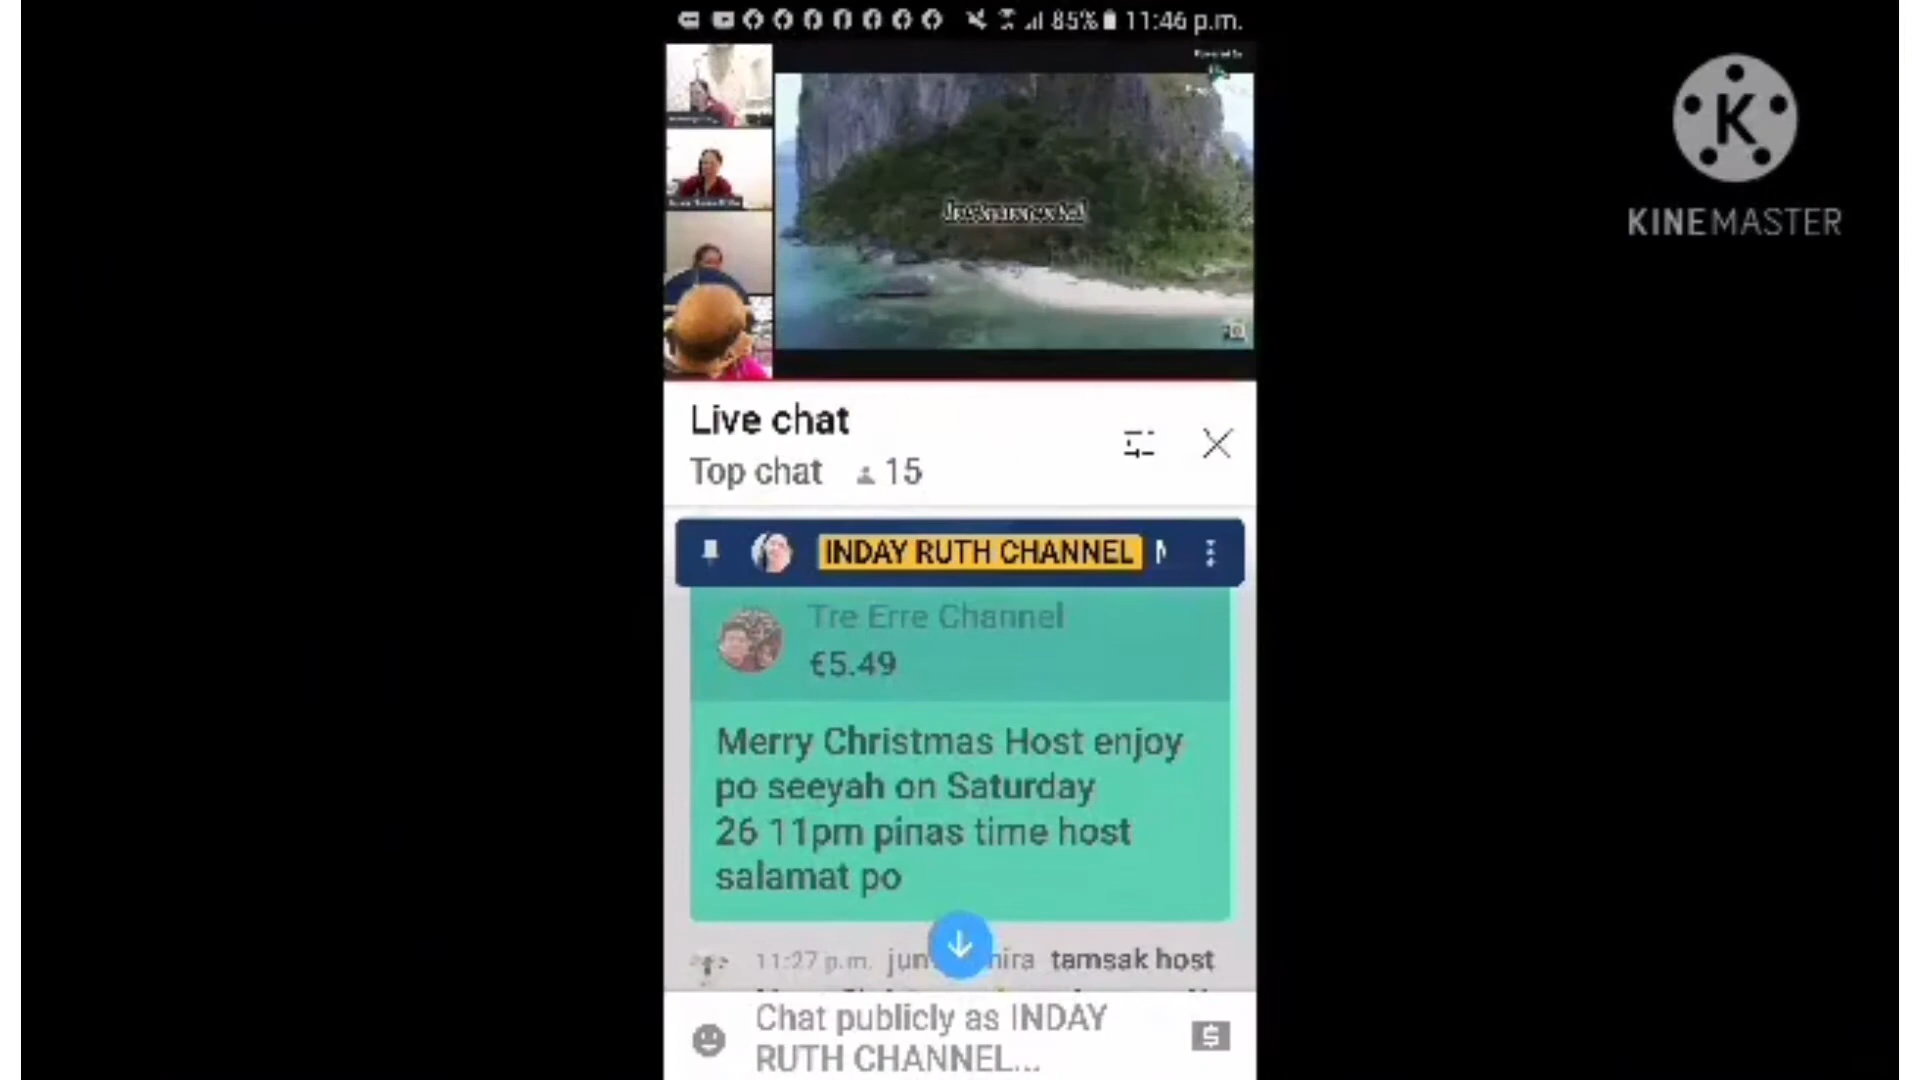 85% 11:46 p.m.
KINEMASTER
Instrumental
Live chat
Top chat 15
INDAY RUTH CHANNEL
Tre Erre Channel
€5.49
Merry Christmas Host enjoy
po seeyah on Saturday
26 11pm pinas time host
salamat po
11:27 p.m. tamsak host
Chat publicly as INDAY
RUTH CHANNEL...